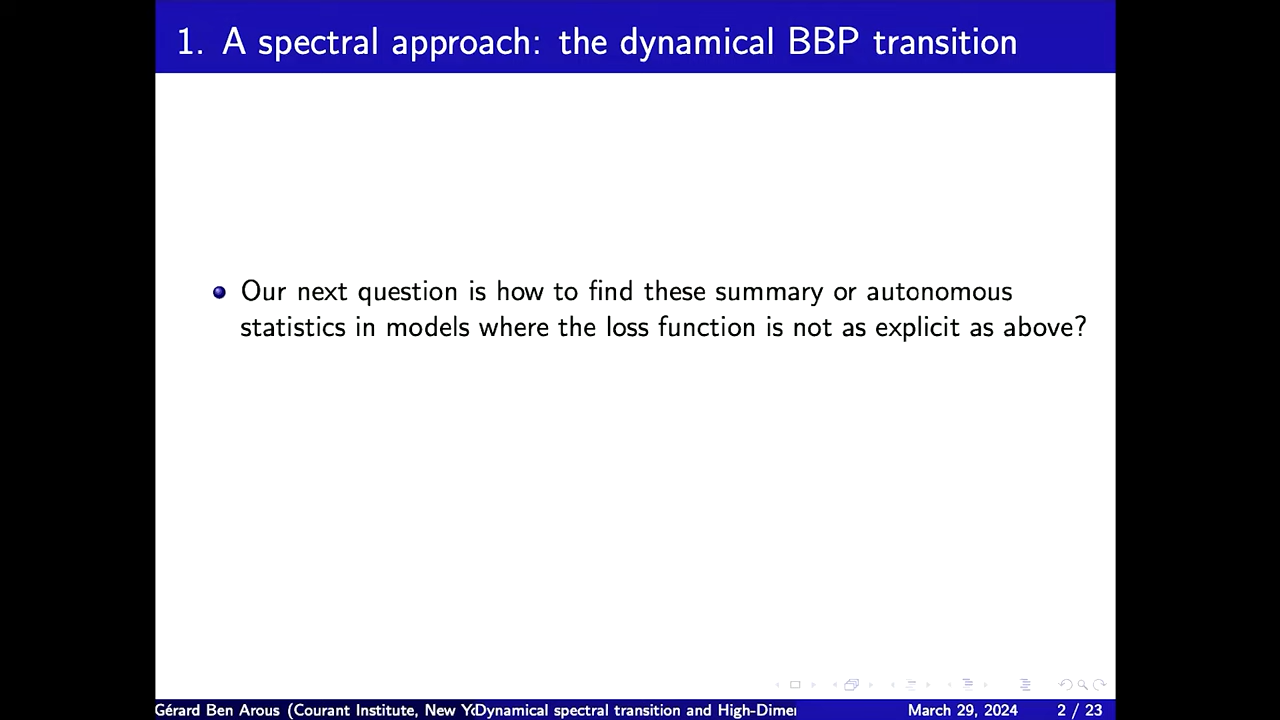 1. A spectral approach: the dynamical BBP transition
Our next question is how to find these summary or autonomous
statistics in models where the loss function is not as explicit as above?
Gérard Ben Arous (Courant Institute, New Dynamical spectral transition and High- March 29, 2024 2 / 23